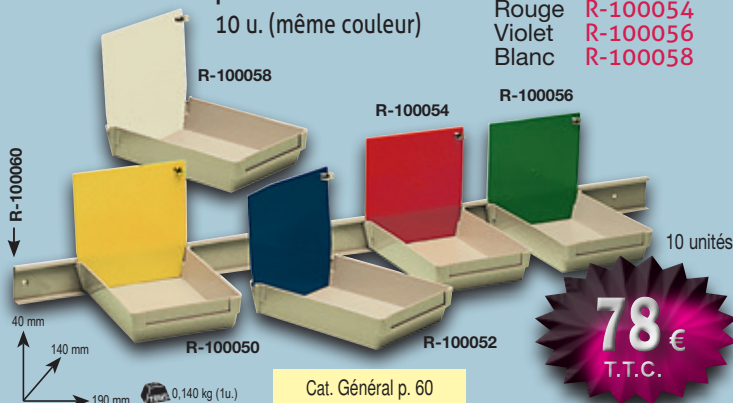 10 u. (même couleur)
Rouge R-100054
Violet R-100056
Blanc R-100058
R-100058
R-100054
R-100056
R-100060
10 unités
78 €
T.T.C.
R-100050
R-100052
40 mm
140 mm
190 mm
0,140 kg (1u.)
Cat. Général p. 60